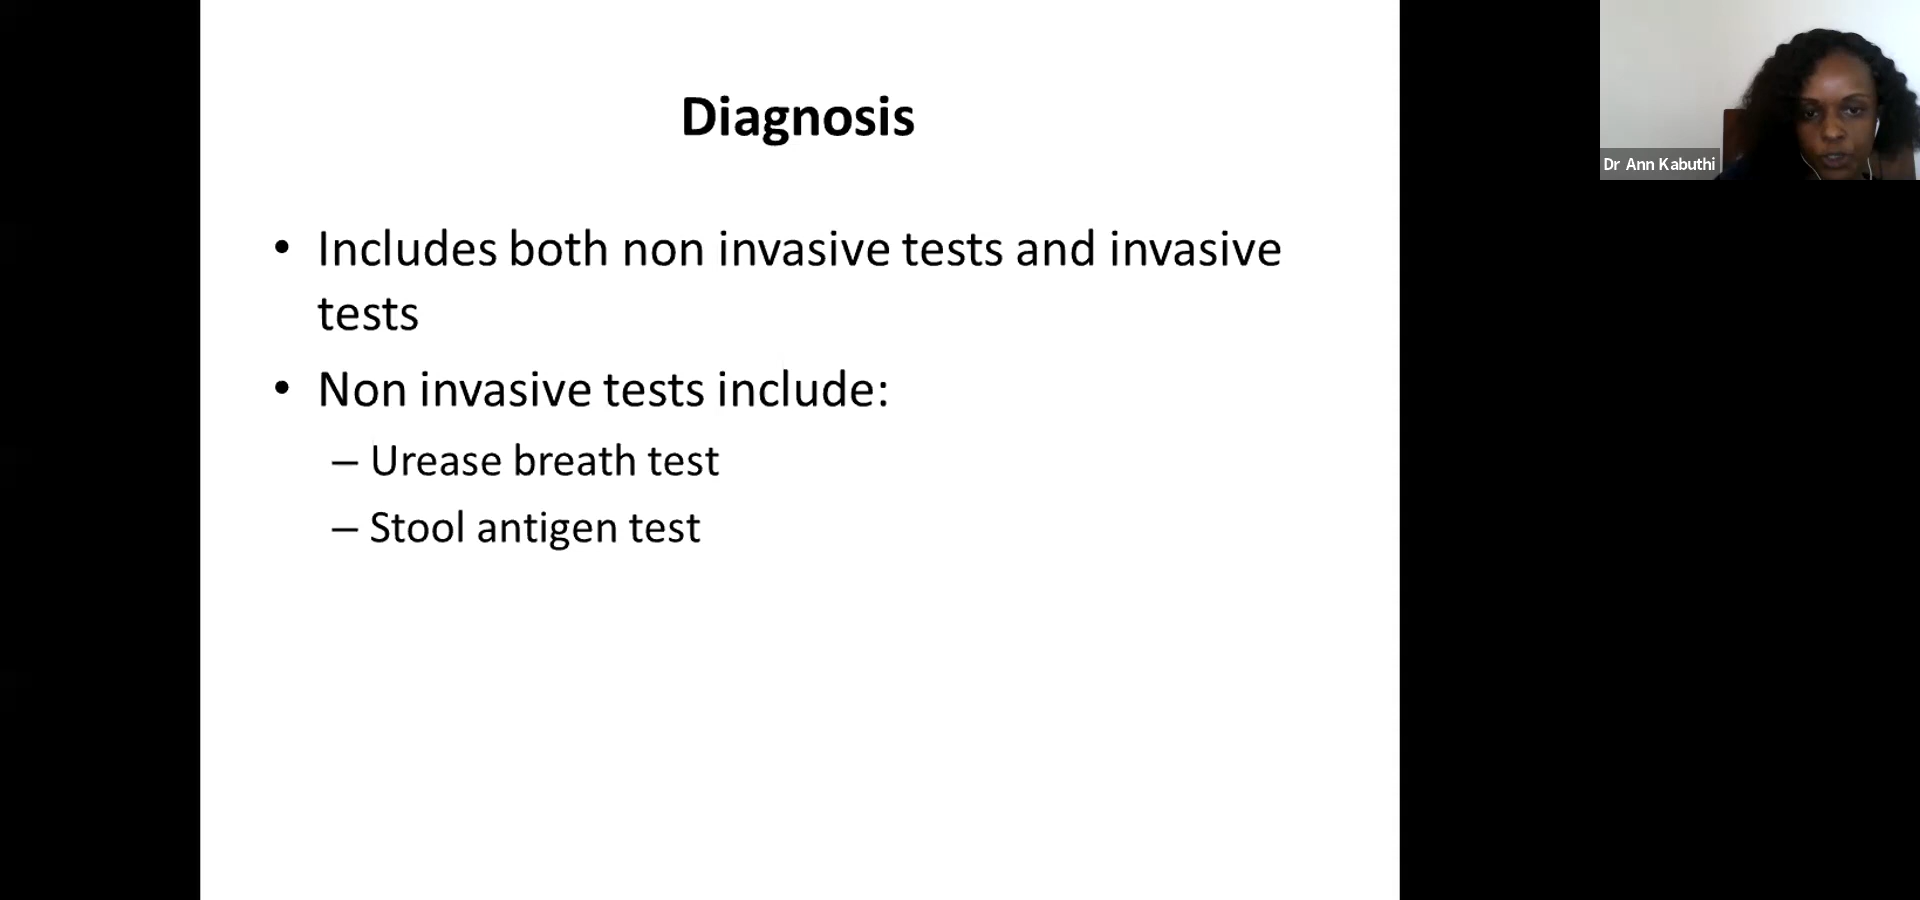 Diagnosis
• Includes both non invasive tests and invasive
tests
• Non invasive tests include:
– Urease breath test
– Stool antigen test
Dr Ann Kabuthi